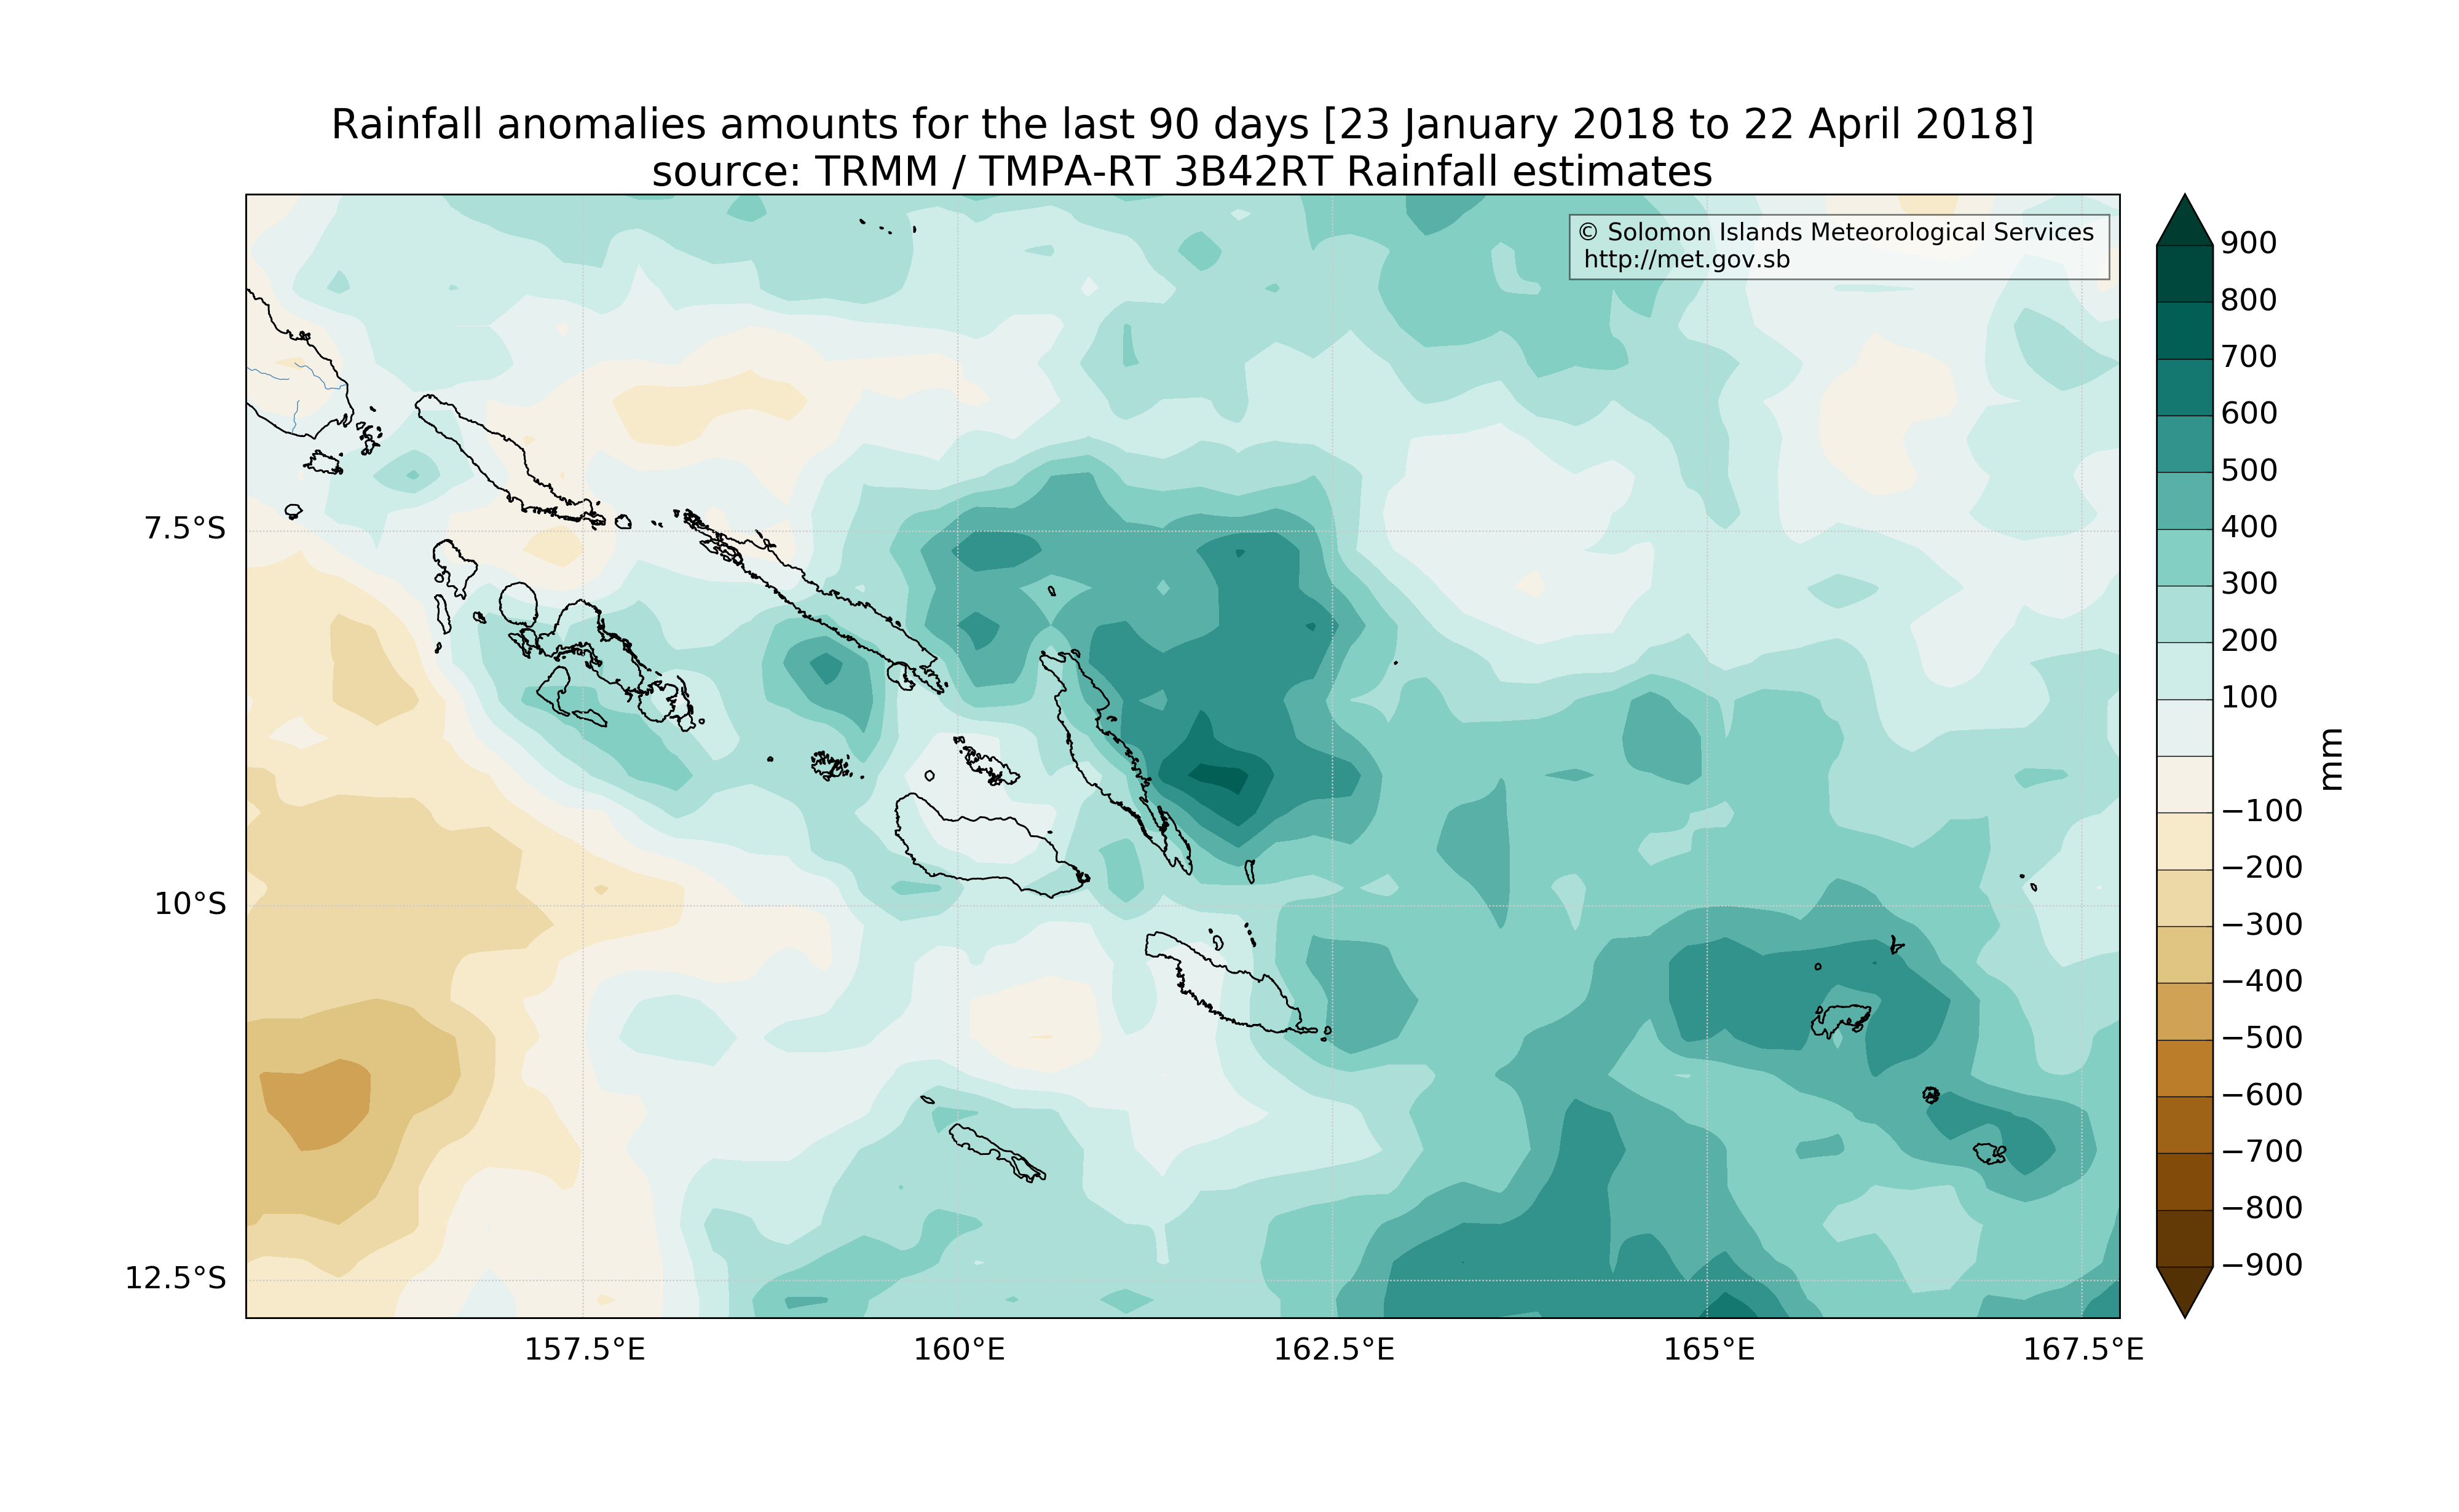 Rainfall anomalies amounts for the last 90 days [23 January 2018 to 22 April 2018]
source: TRMM / TMPA-RT 3B42RT Rainfall estimates
© Solomon Islands Meteorological Services
http://met.gov.sb
7.5°S
10°S
12.5°S
157.5°E
160°E
162.5°E
165°E
167.5°E
900
800
700
600
500
400
300
200
100
−100
−200
−300
−400
−500
−600
−700
−800
−900
mm